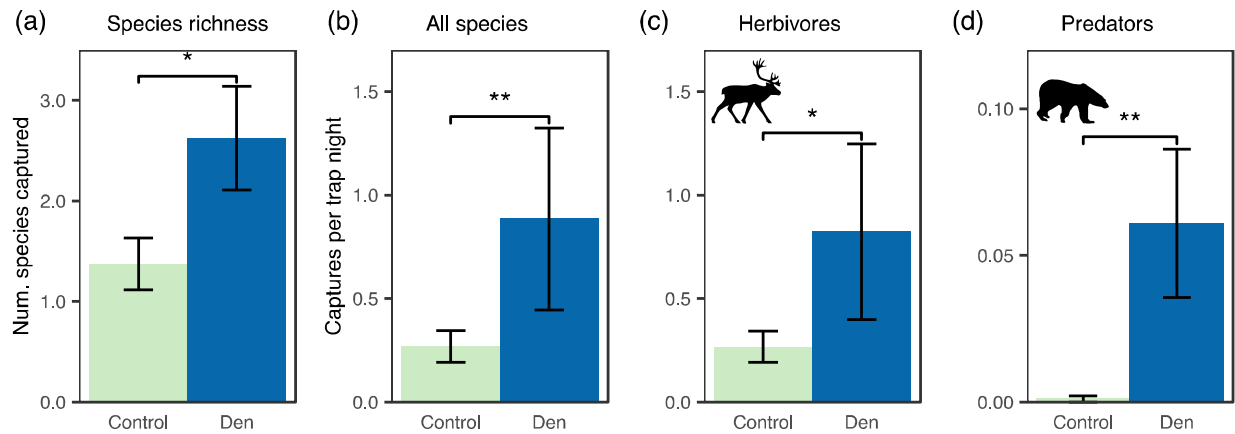 (a) Species richness
Num. species captured
3.0
2.0
1.0
0.0
*
Control Den
(b) All species
Captures per trap night
1.5
1.0
0.5
0.0
**
Control Den
(c) Herbivores
1.5
1.0
0.5
0.0
*
Control Den
(d) Predators
0.10
0.05
0.00
**
Control Den